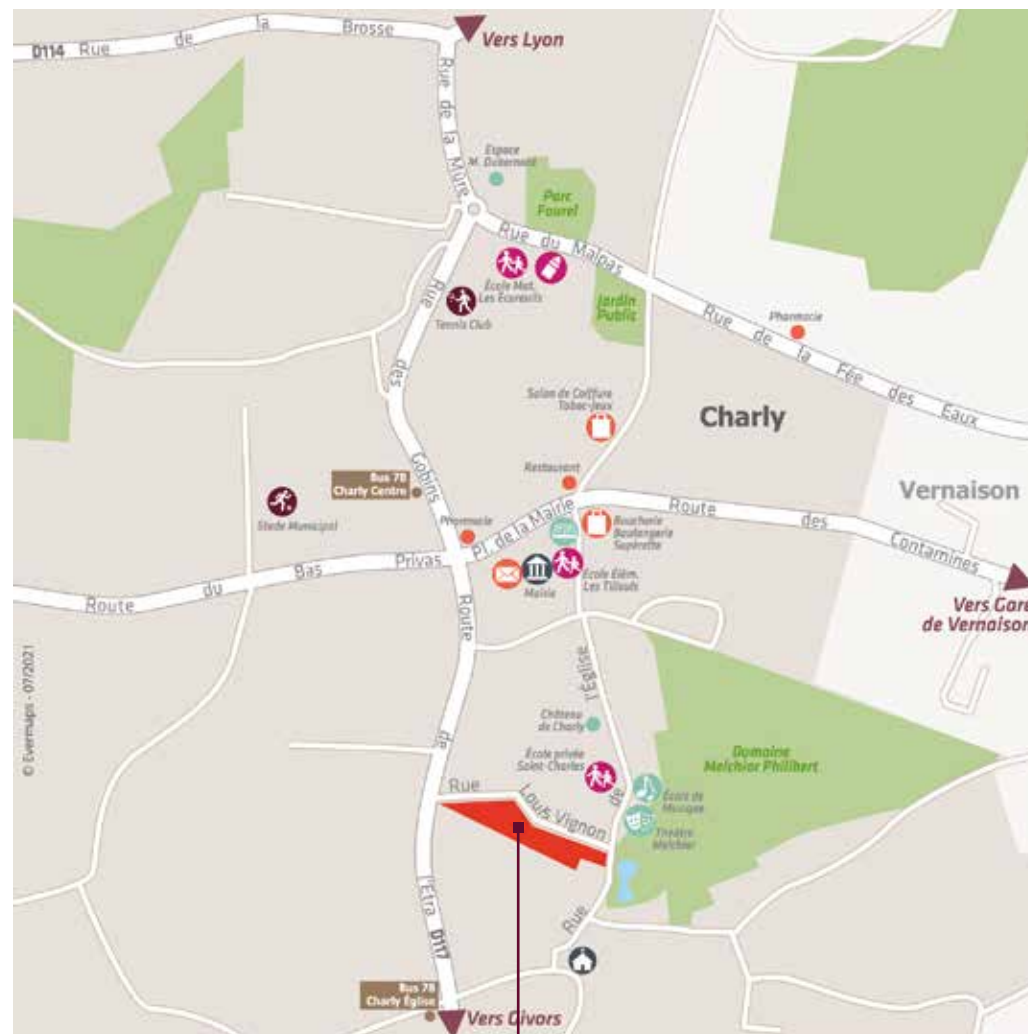 D114 Rue de la Brosse
Vers Lyon
Rue de la Mûre
Espace
M. Dubernard
Parc
Fourel
Rue du Malpas
École Mat.
Les Écureuils
Jardin
Public
Tennis Club
Pharmacie
Rue de la Fée des Eaux
Rue des Gobins
Salon de Coiffure
Tabac-Jeux
Charly
Bus 78
Charly Centre
Restaurant
Vernaison
Stade Municipal
Pharmacie
Pl. de la Mairie
Boucherie
Boulangerie
Supérette
Route des Contamines
Route du Bas Privas
Mairie
École Élém.
Les Tilleuls
Vers Gare
de Vernaison
© Evermaps - 07/2021
Route de l'Étra D117
Rue de l'Église
Château
de Charly
Domaine
Melchior Philibert
École privée
Saint-Charles
Rue Louis Vignon
École de
Musique
Théâtre
Melchior
Bus 78
Charly Église
Vers Givors